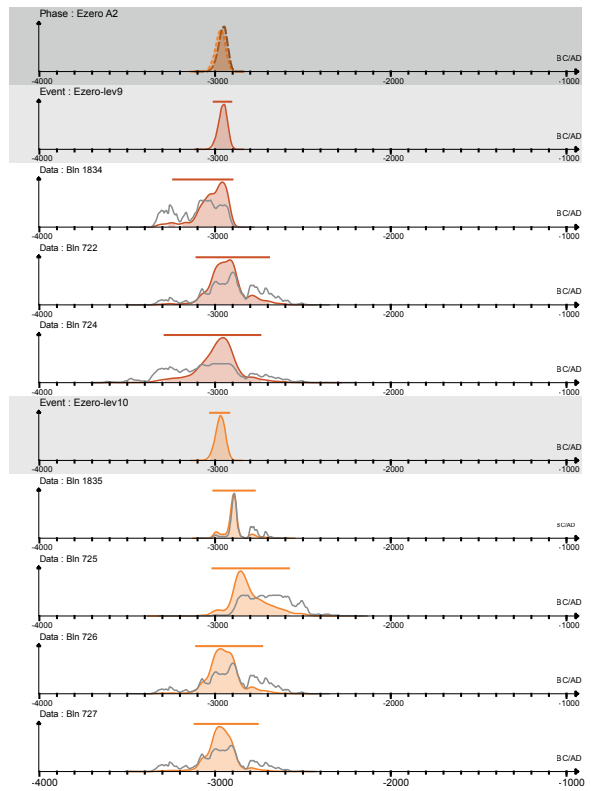 Phase : Ezero A2
BC/AD
-4000 -3000 -2000 -1000
Event : Ezero-lev9
BC/AD
-4000 -3000 -2000 -1000
Data : Bln 1834
BC/AD
-4000 -3000 -2000 -1000
Data : Bln 722
BC/AD
-4000 -3000 -2000 -1000
Data : Bln 724
BC/AD
-4000 -3000 -2000 -1000
Event : Ezero-lev10
BC/AD
-4000 -3000 -2000 -1000
Data : Bln 1835
BC/AD
-4000 -3000 -2000 -1000
Data : Bln 725
BC/AD
-4000 -3000 -2000 -1000
Data : Bln 726
BC/AD
-4000 -3000 -2000 -1000
Data : Bln 727
BC/AD
-4000 -3000 -2000 -1000